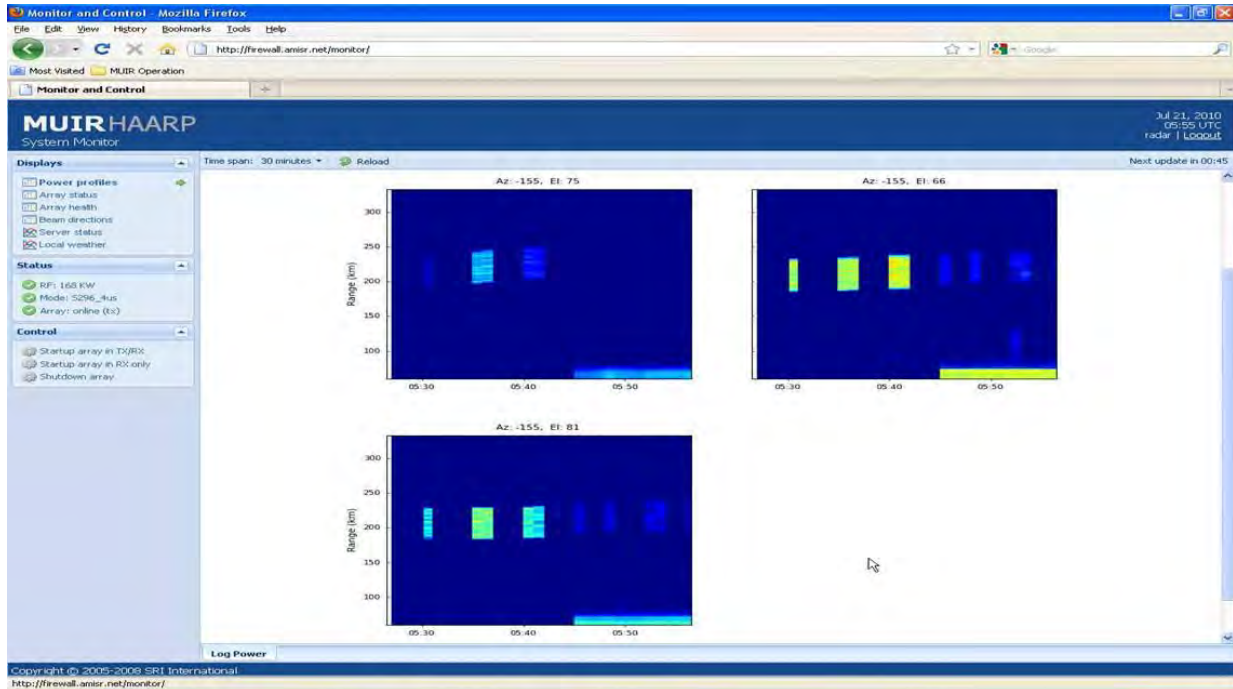 Monitor and Control - Mozilla Firefox
File Edit View History Bookmarks Tools Help
http://firewall.amisr.net/monitor/
Google
Most Visited MUIR Operation
Monitor and Control
MUIRHAARP
System Monitor
Jul 21, 2010
05:55 UTC
radar | Logout
Displays
Power profiles
Array status
Array health
Beam directions
Server status
Local weather
Status
RF: 168 KW
Mode: S296_4us
Array: online (tx)
Control
Startup array in TX/RX
Startup array in RX only
Shutdown array
Time span: 30 minutes Reload Next update in 00:45
Az: -155, El: 75
300
250
200
150
100
Range (km)
05:30 05:40 05:50
Az: -155, El: 66
05:30 05:40 05:50
Az: -155, El: 81
300
250
200
150
100
Range (km)
05:30 05:40 05:50
Log Power
Copyright © 2005-2008 SRI International
http://firewall.amisr.net/monitor/